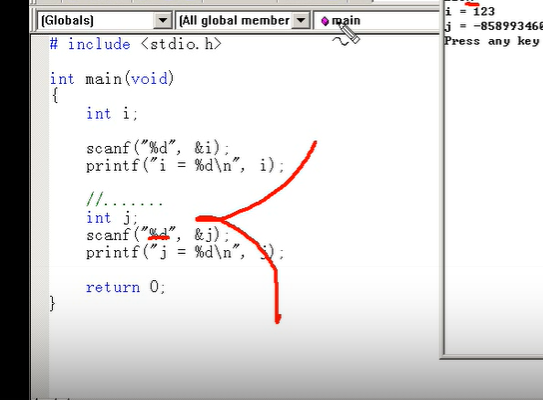 (Globals)
(All global member
main
# include <stdio.h>
int main(void)
{
int i;
scanf("%d", &i);
printf("i = %d\n", i);
//.......
int j;
scanf("%d", &j);
printf("j = %d\n", j);
return 0;
}
i = 123
j = -858993460
Press any key